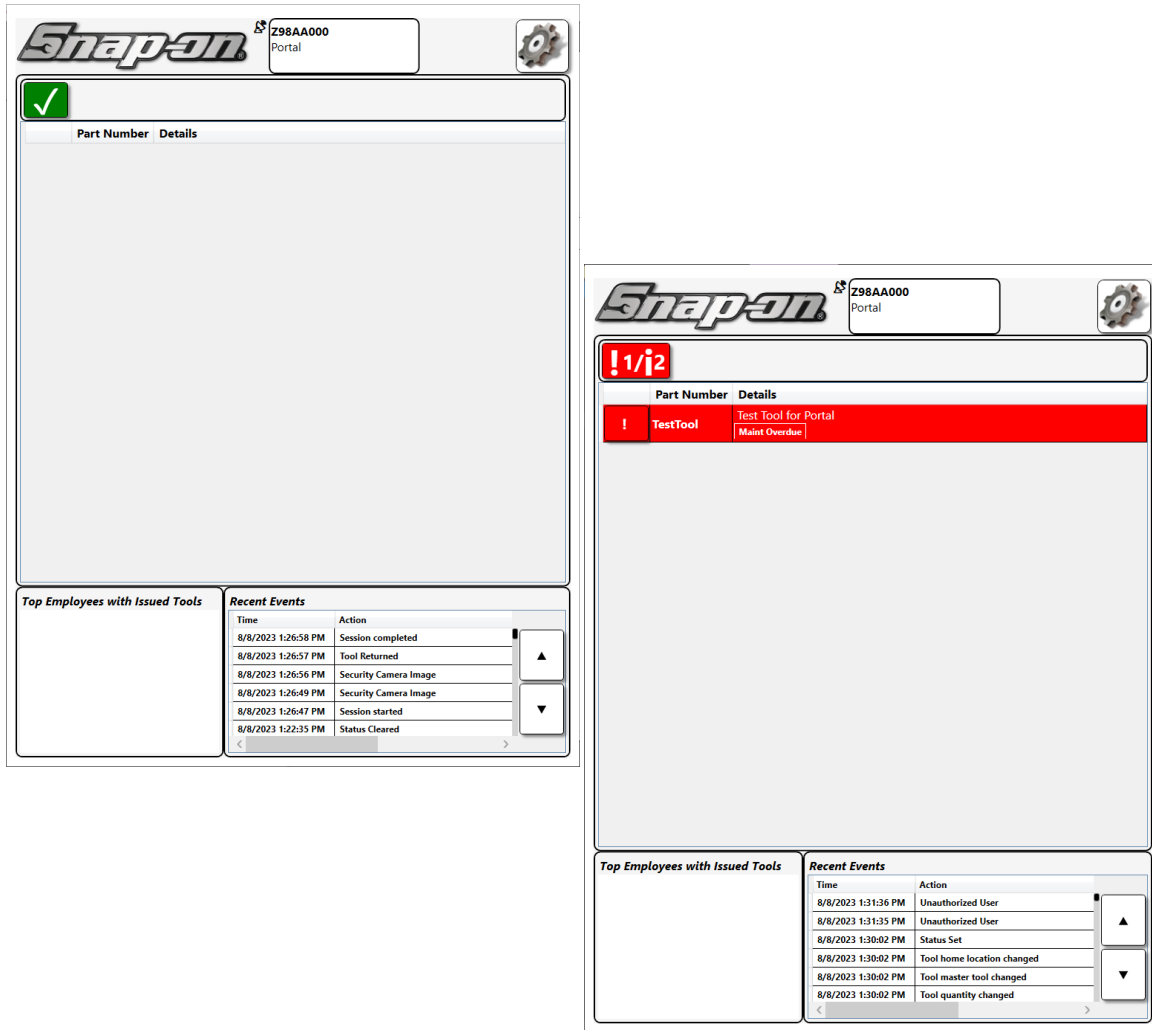 Snap-on
Z98AA000
Portal
Part Number Details
Top Employees with Issued Tools
Recent Events
Time Action
8/8/2023 1:26:58 PM Session completed
8/8/2023 1:26:57 PM Tool Returned
8/8/2023 1:26:56 PM Security Camera Image
8/8/2023 1:26:49 PM Security Camera Image
8/8/2023 1:26:47 PM Session started
8/8/2023 1:22:35 PM Status Cleared
Snap-on
Z98AA000
Portal
!1/i2
Part Number Details
! TestTool Test Tool for Portal
Maint Overdue
Top Employees with Issued Tools
Recent Events
Time Action
8/8/2023 1:31:36 PM Unauthorized User
8/8/2023 1:31:35 PM Unauthorized User
8/8/2023 1:30:02 PM Status Set
8/8/2023 1:30:02 PM Tool home location changed
8/8/2023 1:30:02 PM Tool master tool changed
8/8/2023 1:30:02 PM Tool quantity changed